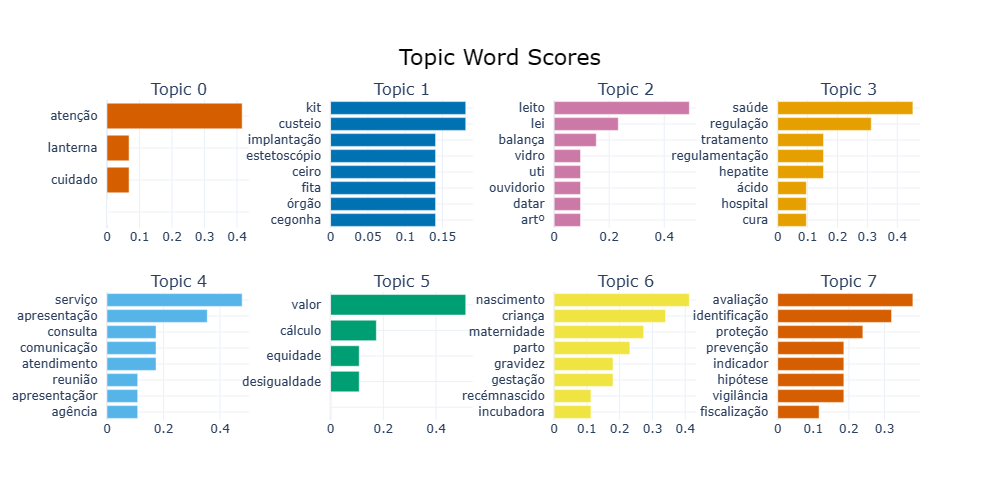 Topic Word Scores
Topic 0
atenção
lanterna
cuidado
0 0.1 0.2 0.3 0.4
Topic 1
kit
custeio
implantação
estetoscópio
ceiro
fita
órgão
cegonha
0 0.05 0.1 0.15
Topic 2
leito
lei
balança
vidro
uti
ouvidorio
datar
artº
0 0.2 0.4
Topic 3
saúde
regulação
tratamento
regulamentação
hepatite
ácido
hospital
cura
0 0.1 0.2 0.3 0.4
Topic 4
serviço
apresentação
consulta
comunicação
atendimento
reunião
apresentaçãor
agência
0 0.2 0.4
Topic 5
valor
cálculo
equidade
desigualdade
0 0.2 0.4
Topic 6
nascimento
criança
maternidade
parto
gravidez
gestação
recémnascido
incubadora
0 0.1 0.2 0.3 0.4
Topic 7
avaliação
identificação
proteção
prevenção
indicador
hipótese
vigilância
fiscalização
0 0.1 0.2 0.3